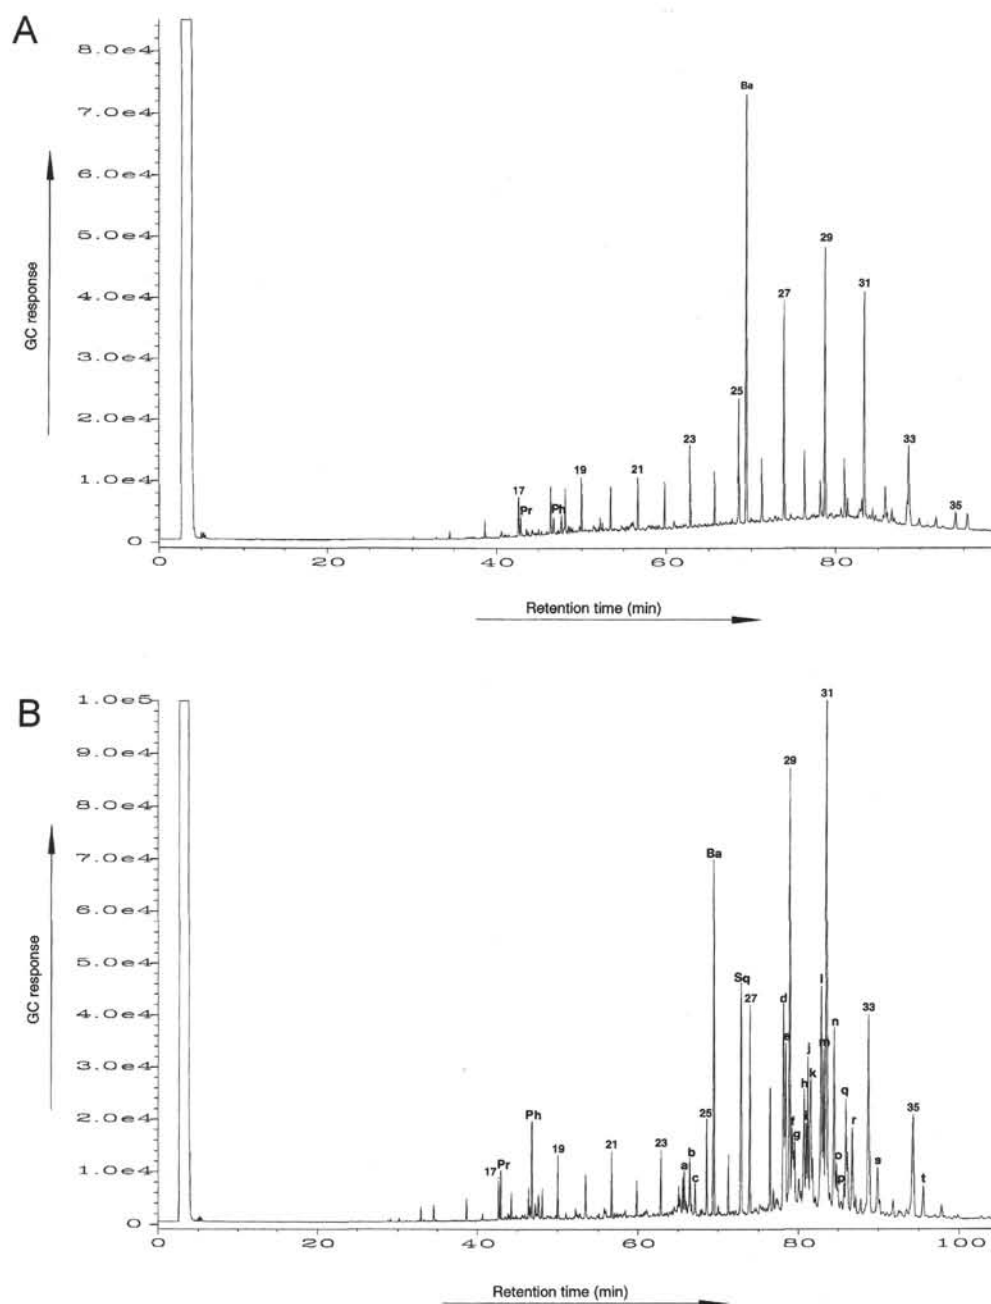 A
8.0e4
7.0e4
6.0e4
5.0e4
4.0e4
3.0e4
2.0e4
1.0e4
0
GC response
Ba
29
31
27
25
23
33
19
21
17
Pr
Ph
35
0
20
40
60
80
Retention time (min)
B
1.0e5
9.0e4
8.0e4
7.0e4
6.0e4
5.0e4
4.0e4
3.0e4
2.0e4
1.0e4
0
GC response
31
29
Ba
Sq
27
d
l
33
n
e
m
j
k
h
q
Ph
25
f
i
r
35
g
19
21
23
b
17
Pr
a
c
o
p
s
t
0
20
40
60
80
100
Retention time (min)